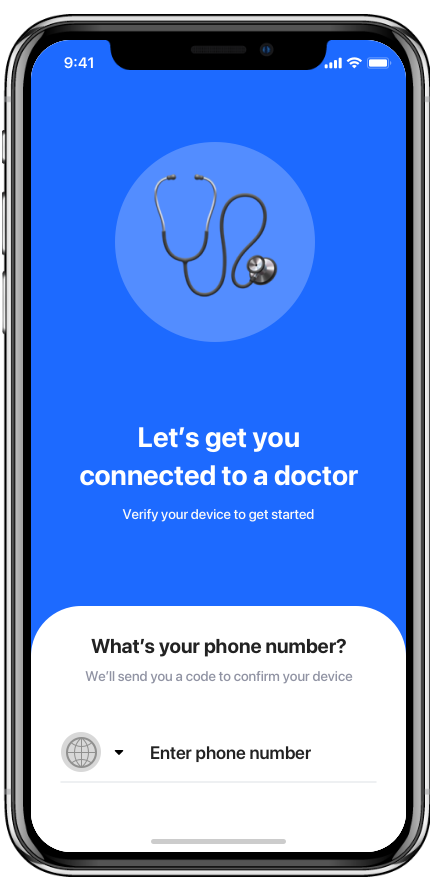 9:41
Let's get you
connected to a doctor
Verify your device to get started
What's your phone number?
We'll send you a code to confirm your device
Enter phone number